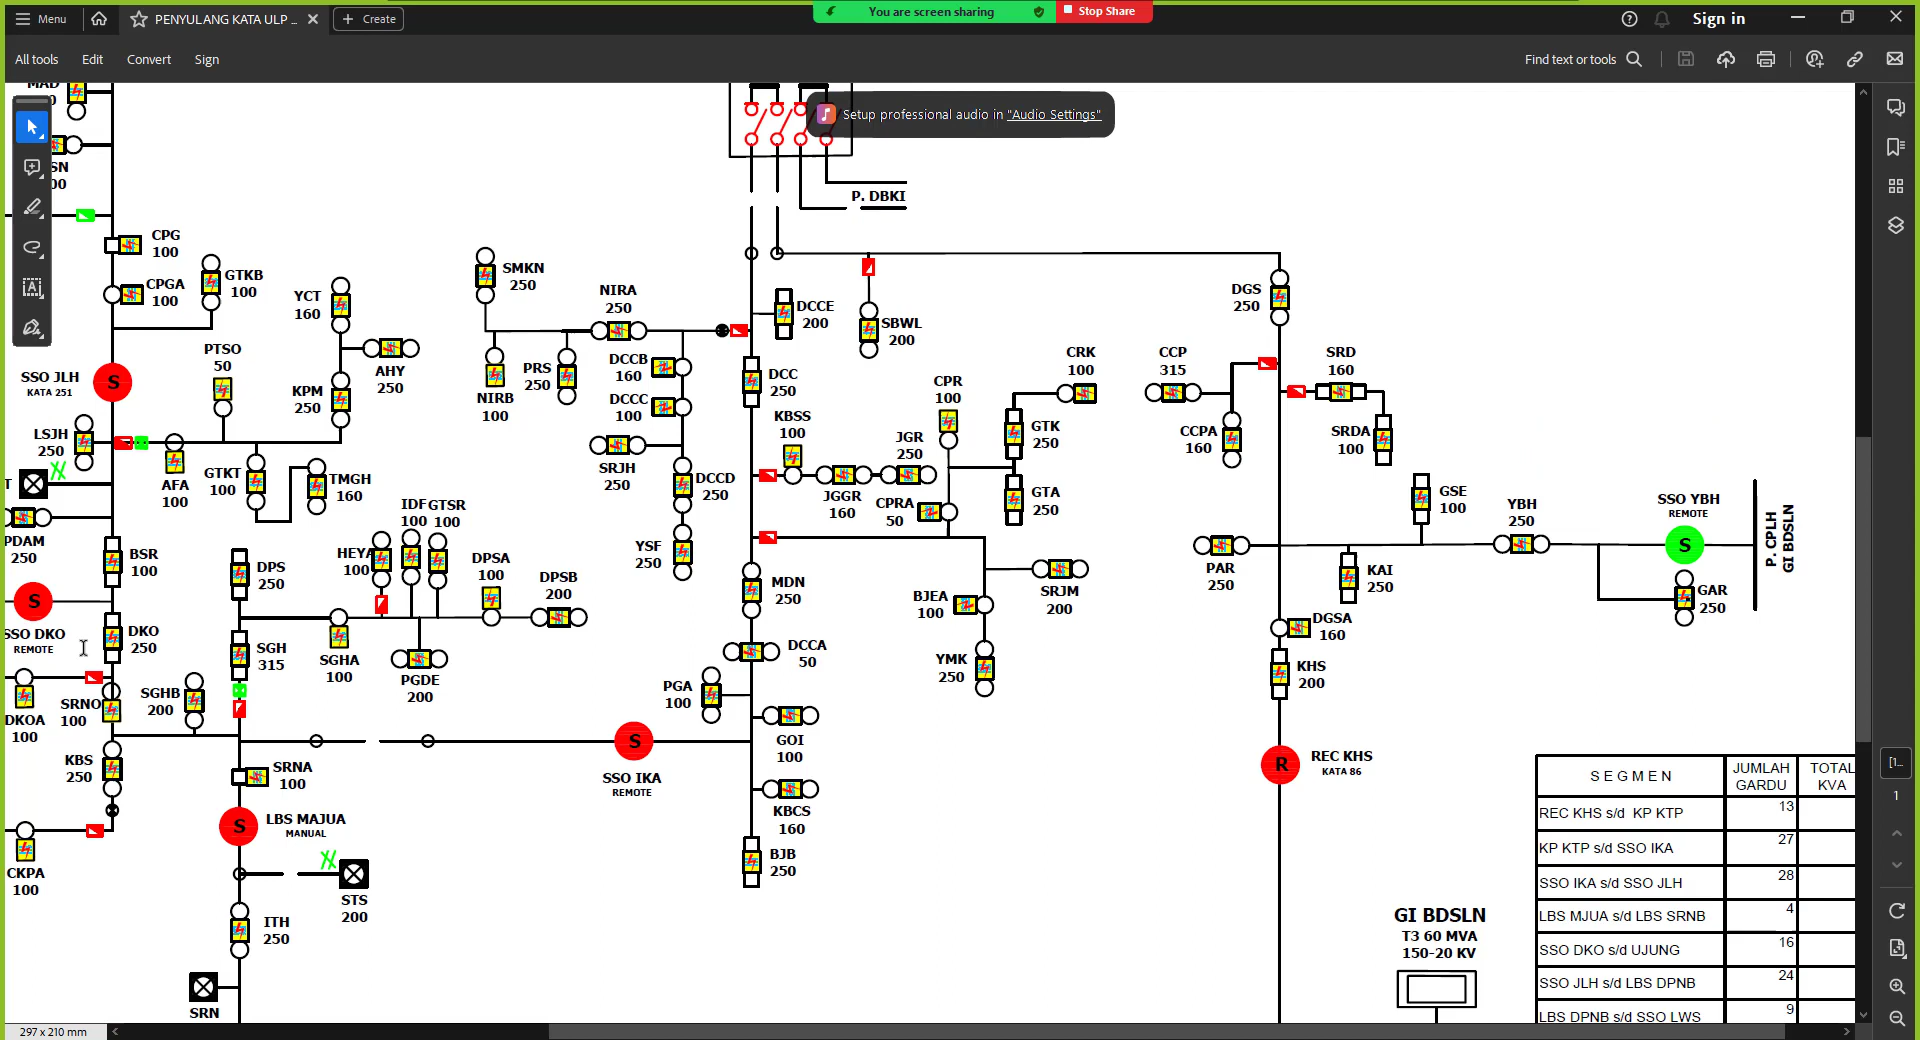 Menu
PENYULANG KATA ULP ...
Create
You are screen sharing
Stop Share
Sign in
All tools
Edit
Convert
Sign
Find text or tools
Setup professional audio in "Audio Settings"
P. DBKI
CPG
100
CPGA
100
GTKB
100
YCT
160
PTSO
50
AHY
250
SSO JLH
KATA 251
KPM
250
LSJH
250
AFA
100
GTKT
100
TMGH
160
PDAM
250
BSR
100
SSO DKO
REMOTE
DKO
250
DKOA
100
SRNO
100
SGHB
200
KBS
250
CKPA
100
DPS
250
SGH
315
HEYA
100
IDF
100
GTSR
100
DPSA
100
DPSB
200
SGHA
100
PGDE
200
SRNA
100
LBS MAJUA
MANUAL
STS
200
ITH
250
SRN
SMKN
250
NIRA
250
NIRB
100
PRS
250
DCCB
160
DCCC
100
SRJH
250
DCCD
250
YSF
250
DCCE
200
DCC
250
SBWL
200
KBSS
100
JGGR
160
JGR
250
CPR
100
CPRA
50
CRK
100
GTK
250
GTA
250
MDN
250
DCCA
50
PGA
100
GOI
100
KBCS
160
BJB
250
SSO IKA
REMOTE
BJEA
100
SRJM
200
YMK
250
DGS
250
CCP
315
CCPA
160
SRD
160
SRDA
100
PAR
250
GSE
100
KAI
250
YBH
250
SSO YBH
REMOTE
GAR
250
P. CPLH
GI BDSLN
DGSA
160
KHS
200
REC KHS
KATA 86
GI BDSLN
T3 60 MVA
150-20 KV
S E G M E N
JUMLAH GARDU
TOTAL KVA
REC KHS s/d KP KTP 13
KP KTP s/d SSO IKA 27
SSO IKA s/d SSO JLH 28
LBS MJUA s/d LBS SRNB 4
SSO DKO s/d UJUNG 16
SSO JLH s/d LBS DPNB 24
LBS DPNB s/d SSO LWS 9
[1...
1
297 x 210 mm